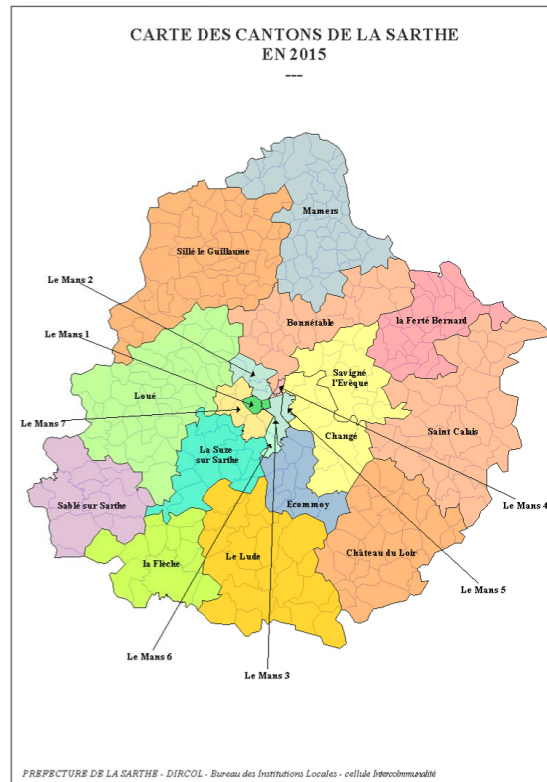 CARTE DES CANTONS DE LA SARTHE
EN 2015
---
Mamers
Sillé le Guillaume
Le Mans 2
Bonnétable
la Ferté Bernard
Le Mans 1
Savigné
l'Evêque
Loué
Le Mans 7
Changé
Saint Calais
La Suze
sur Sarthe
Sablé sur Sarthe
Ecommoy
Le Mans 4
la Flèche
Le Lude
Château du Loir
Le Mans 5
Le Mans 6
Le Mans 3
PREFECTURE DE LA SARTHE - DIRCOL - Bureau des Institutions Locales - cellule Intercolmmunalité